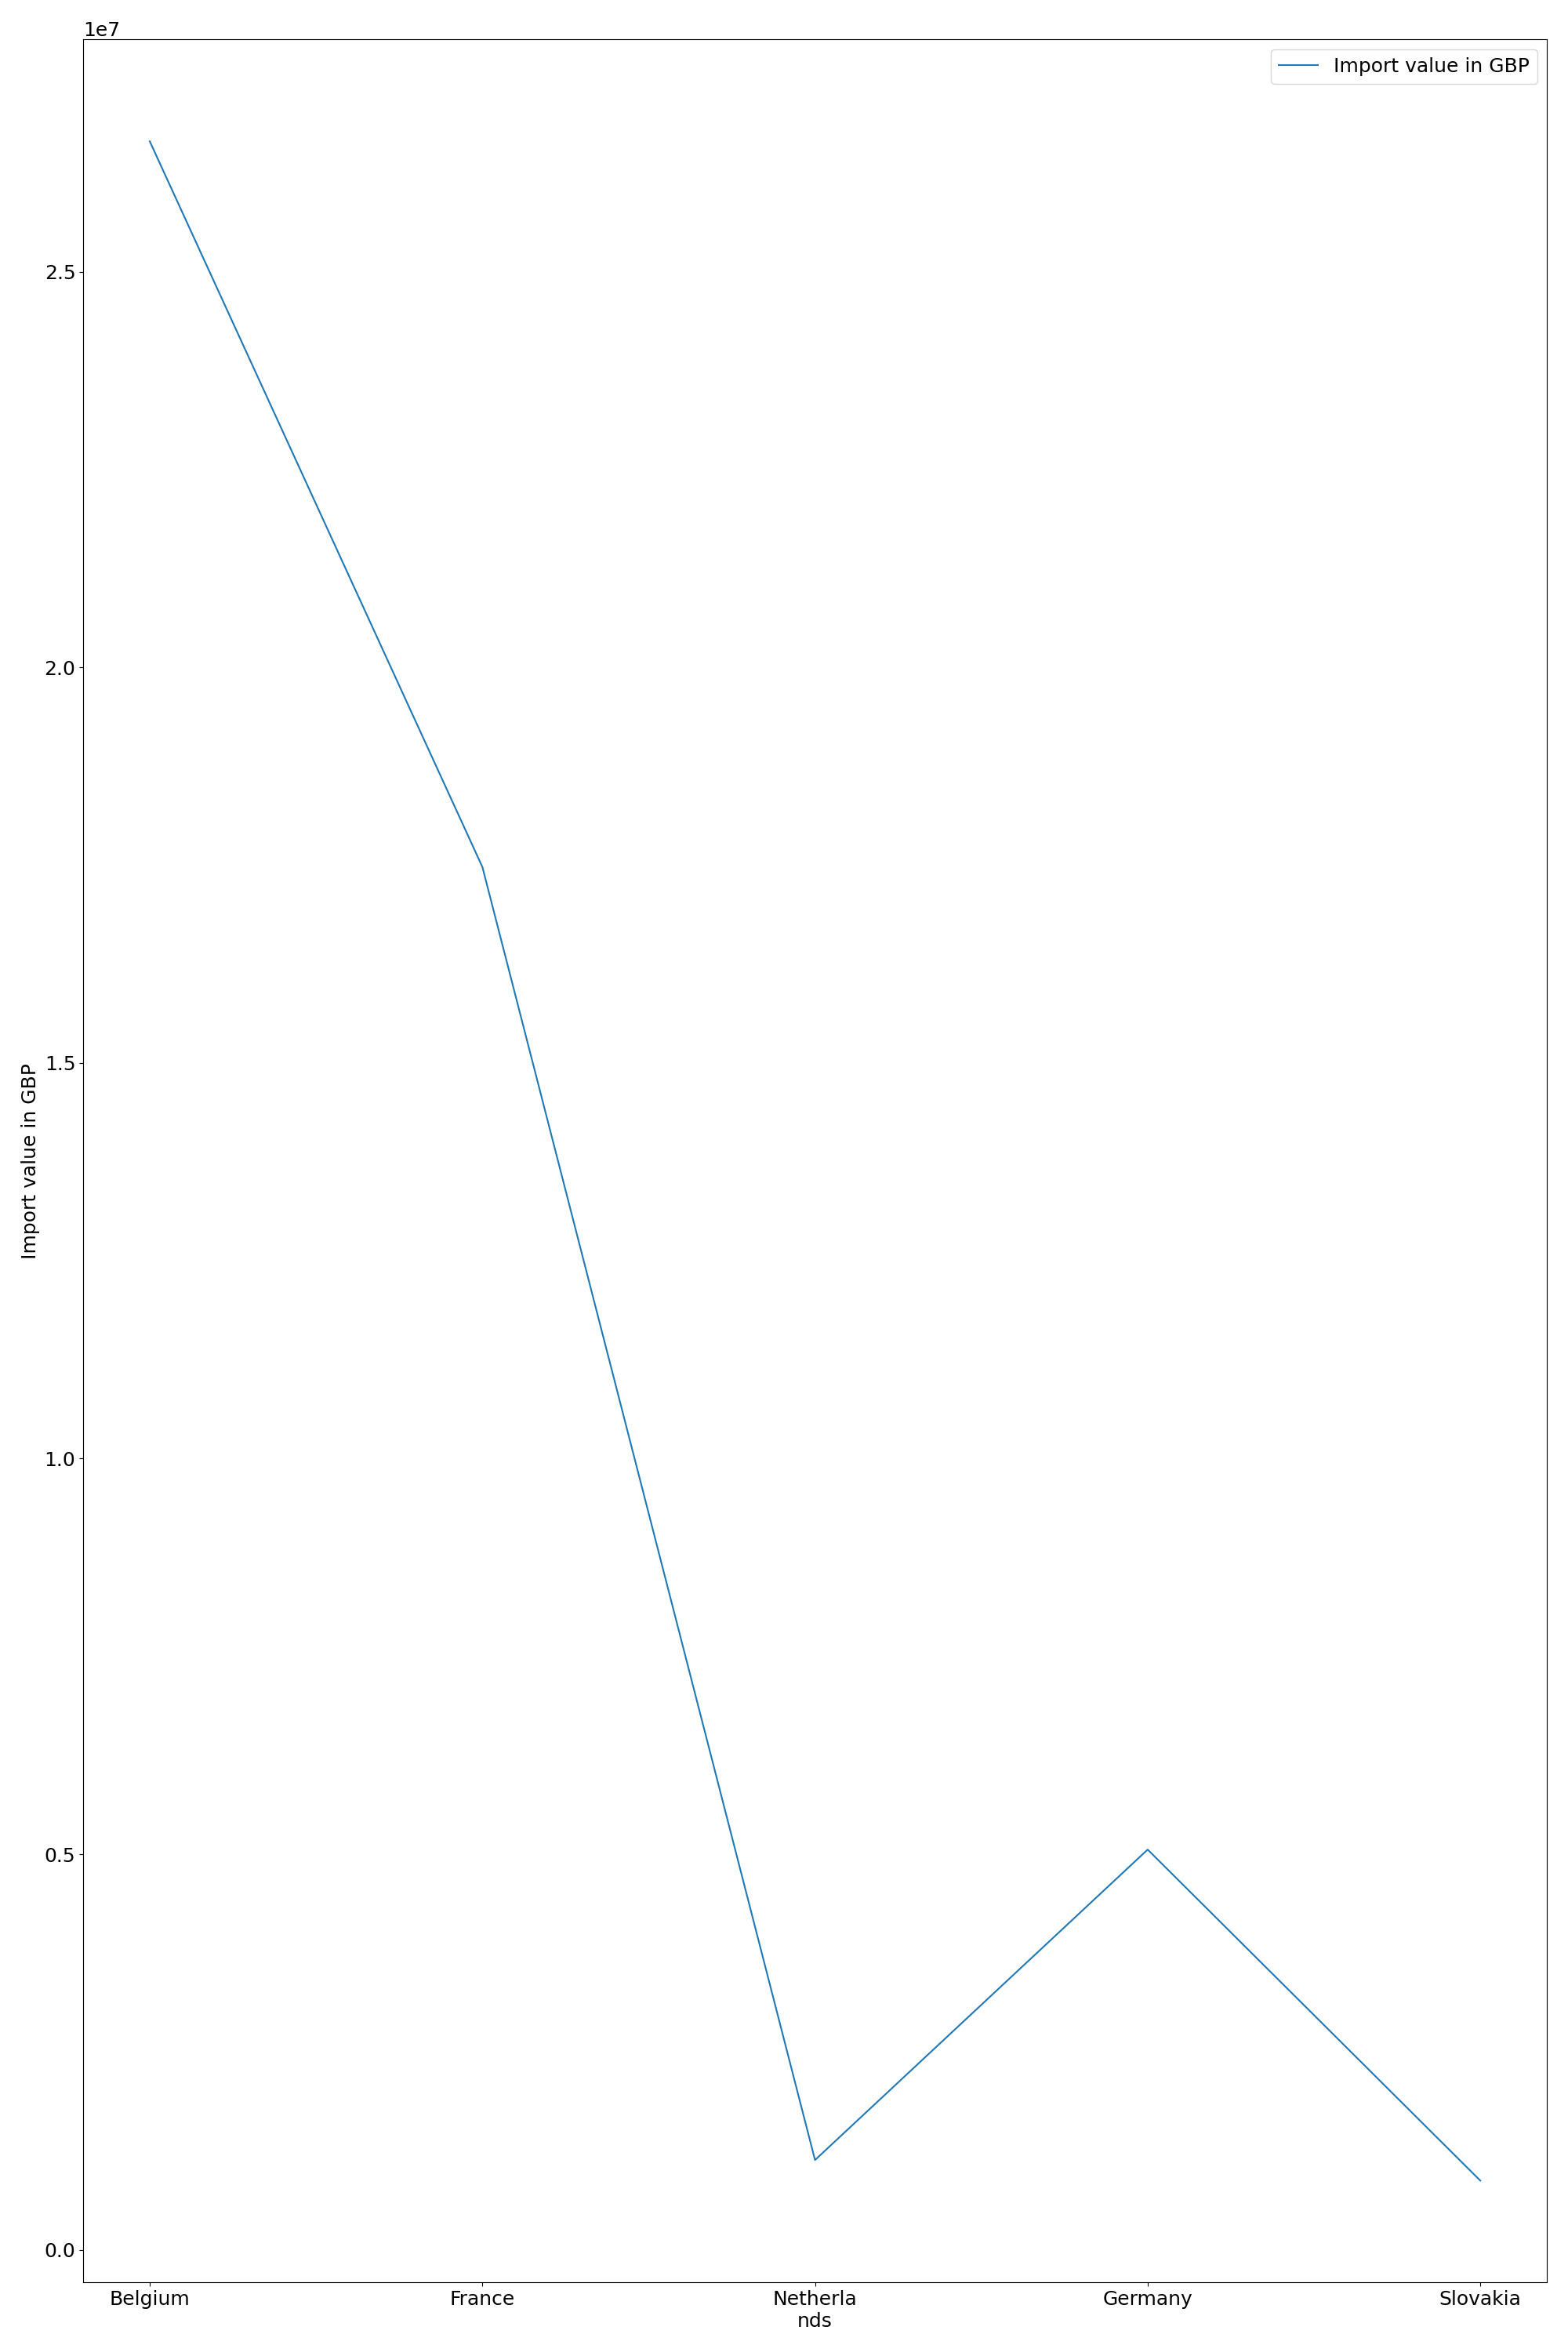 1e7
Import value in GBP
2.5
2.0
1.5
1.0
0.5
0.0
Import value in GBP
Belgium
France
Netherla
nds
Germany
Slovakia